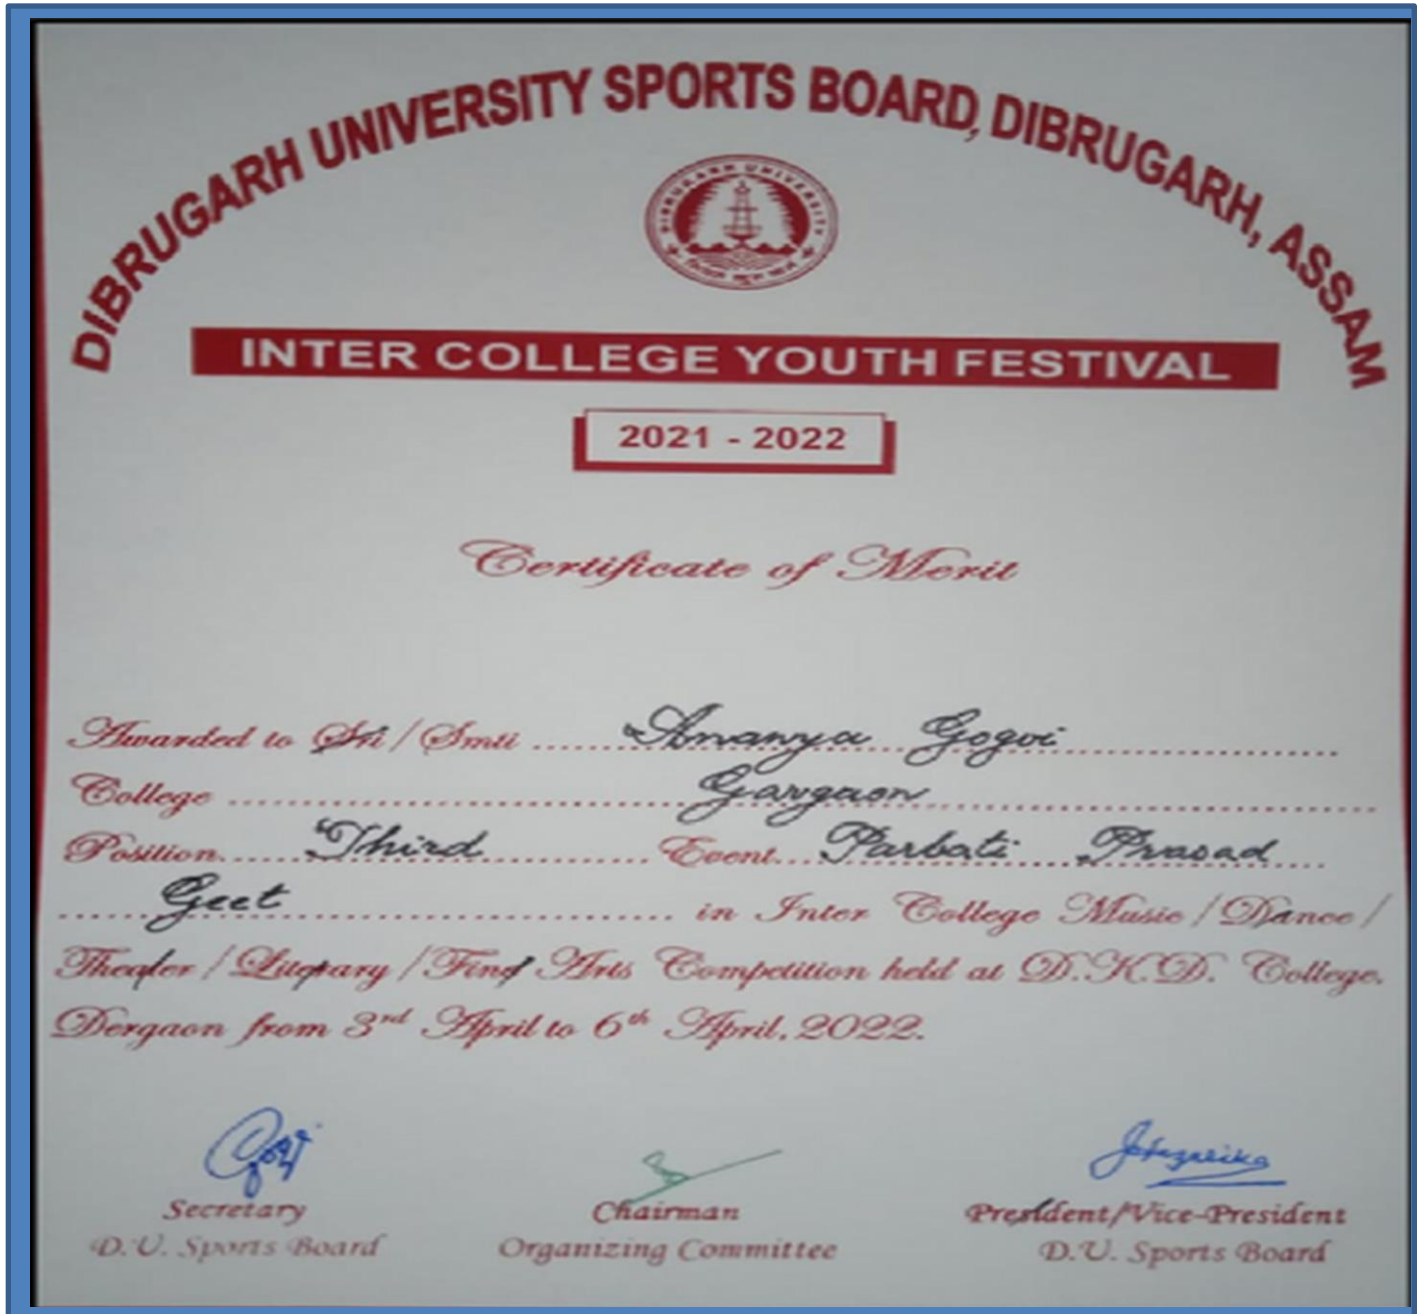 DIBRUGARH UNIVERSITY SPORTS BOARD, DIBRUGARH, ASSAM
DIBRUGARH UNIVERSITY
INTER COLLEGE YOUTH FESTIVAL
2021 - 2022
Certificate of Merit
Awarded to Sri / Smti ...... Ananya Gogoi ......
College ...... Gargaon ......
Position ...... Third ...... Event ... Parbati Prasad ...
...... Geet ...... in Inter College Music / Dance /
Theater / Literary / Fine Arts Competition held at D.K.D. College,
Dergaon from 3rd April to 6th April, 2022.
Secretary
D.U. Sports Board
Chairman
Organizing Committee
President/Vice-President
D.U. Sports Board